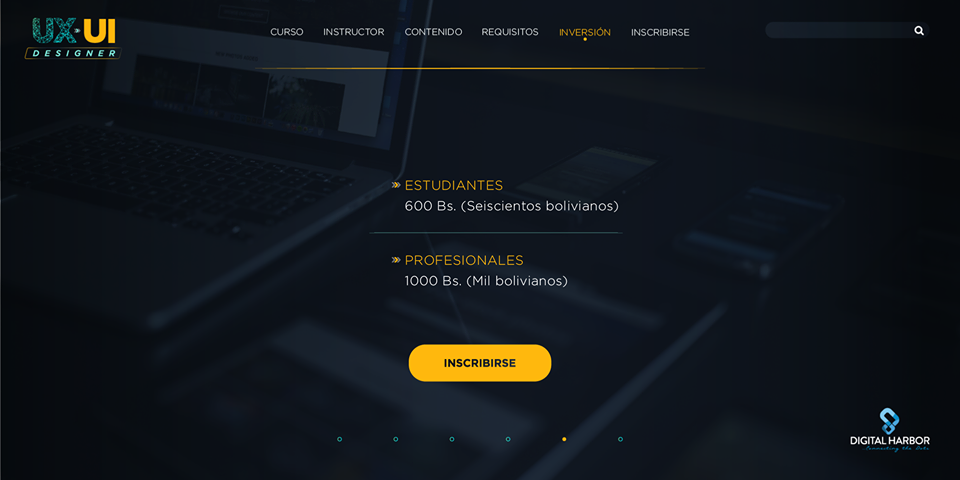 UX UI
DESIGNER
CURSO INSTRUCTOR CONTENIDO REQUISITOS INVERSIÓN INSCRIBIRSE
ESTUDIANTES
600 Bs. (Seiscientos bolivianos)
PROFESIONALES
1000 Bs. (Mil bolivianos)
INSCRIBIRSE
DIGITAL HARBOR
Connecting the Dots